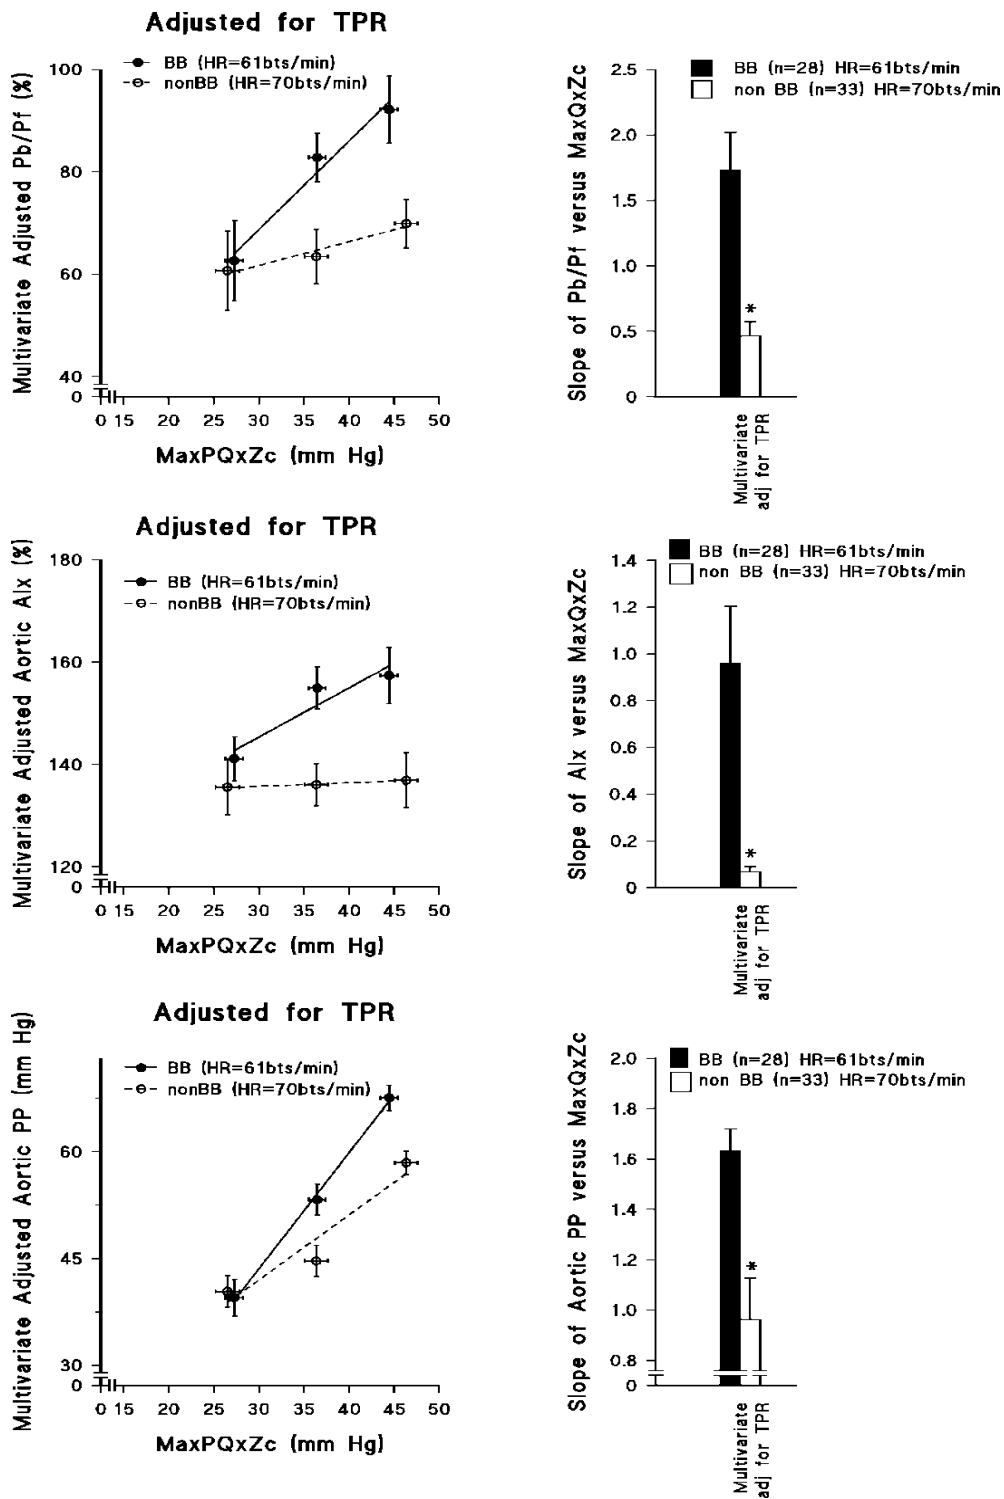 Adjusted for TPR
BB (HR=61bts/min)
nonBB (HR=70bts/min)
Multivariate Adjusted Pb/Pf (%)
100
80
60
40
0
0 15 20 25 30 35 40 45 50
MaxPQxZc (mm Hg)
BB (n=28) HR=61bts/min
non BB (n=33) HR=70bts/min
Slope of Pb/Pf versus MaxQxZc
2.5
2.0
1.5
1.0
0.5
0
*
Multivariate
adj for TPR
Adjusted for TPR
BB (HR=61bts/min)
nonBB (HR=70bts/min)
Multivariate Adjusted Aortic AIx (%)
180
160
140
120
0
0 15 20 25 30 35 40 45 50
MaxPQxZc (mm Hg)
BB (n=28) HR=61bts/min
non BB (n=33) HR=70bts/min
Slope of AIx versus MaxQxZc
1.4
1.2
1.0
0.8
0.6
0.4
0.2
0
*
Multivariate
adj for TPR
Adjusted for TPR
BB (HR=61bts/min)
nonBB (HR=70bts/min)
Multivariate Adjusted Aortic PP (mm Hg)
60
45
30
0
0 15 20 25 30 35 40 45 50
MaxPQxZc (mm Hg)
BB (n=28) HR=61bts/min
non BB (n=33) HR=70bts/min
Slope of Aortic PP versus MaxQxZc
2.0
1.8
1.6
1.4
1.2
1.0
0.8
0
*
Multivariate
adj for TPR